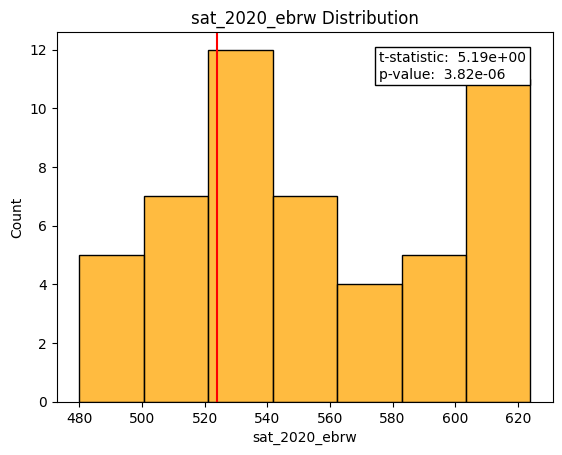 sat_2020_ebrw Distribution
t-statistic:  5.19e+00
p-value:  3.82e-06
Count
12
10
8
6
4
2
0
480 500 520 540 560 580 600 620
sat_2020_ebrw